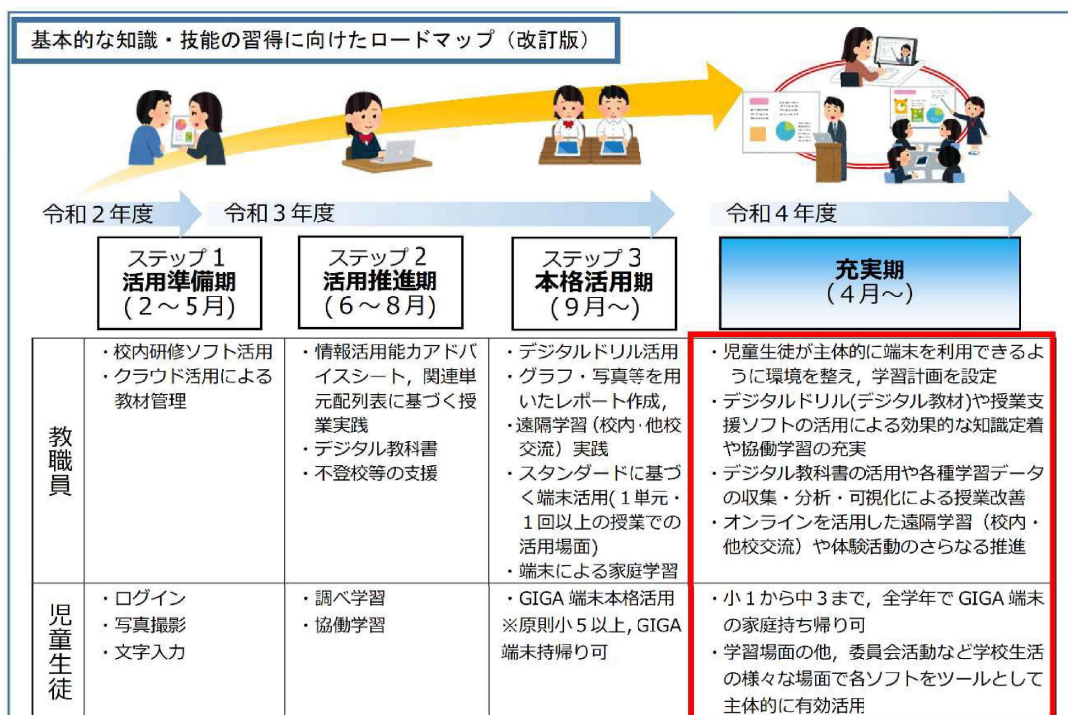 基本的な知識・技能の習得に向けたロードマップ（改訂版）
令和２年度
令和３年度
令和４年度
ステップ１
活用準備期
（２～５月）
ステップ２
活用推進期
（６～８月）
ステップ３
本格活用期
（９月～）
充実期
（４月～）
教職員
・校内研修ソフト活用
・クラウド活用による
教材管理
・情報活用能力アドバ
イスシート，関連単
元配列表に基づく授
業実践
・デジタル教科書
・不登校等の支援
・デジタルドリル活用
・グラフ・写真等を用
いたレポート作成，
・遠隔学習（校内・他校
交流）実践
・スタンダードに基づ
く端末活用(１単元・
１回以上の授業での
活用場面)
・端末による家庭学習
・児童生徒が主体的に端末を利用できるよ
うに環境を整え，学習計画を設定
・デジタルドリル(デジタル教材)や授業支
援ソフトの活用による効果的な知識定着
や協働学習の充実
・デジタル教科書の活用や各種学習データ
の収集・分析・可視化による授業改善
・オンラインを活用した遠隔学習（校内・
他校交流）や体験活動のさらなる推進
児童生徒
・ログイン
・写真撮影
・文字入力
・調べ学習
・協働学習
・GIGA 端末本格活用
※原則小５以上，GIGA
端末持帰り可
・小１から中３まで，全学年で GIGA 端末
の家庭持ち帰り可
・学習場面の他，委員会活動など学校生活
の様々な場面で各ソフトをツールとして
主体的に有効活用